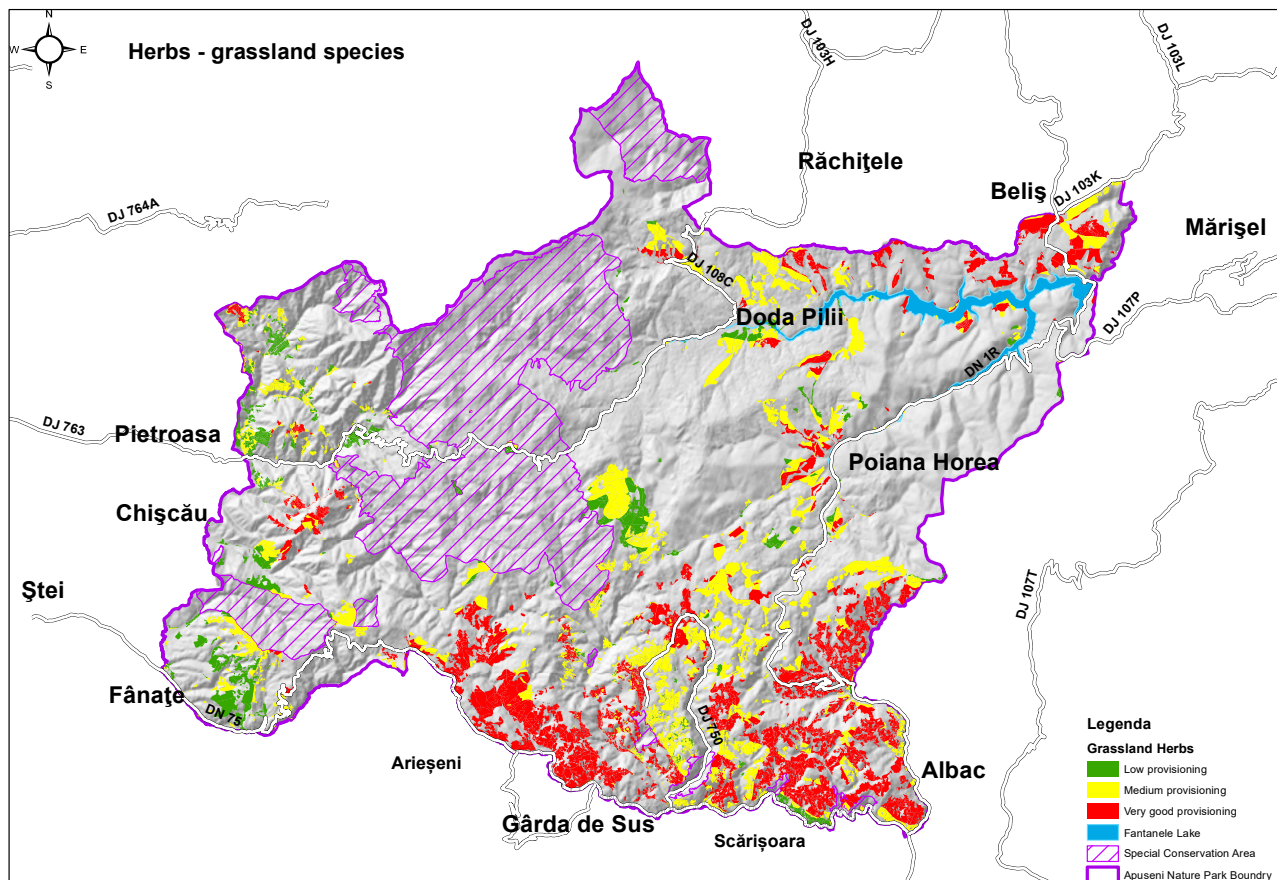 N
W E
S
Herbs - grassland species
DJ 103H
DJ 103L
Răchiţele
Beliş
DJ 103K
Mărişel
DJ 764A
DJ 108C
Doda Pilii
DJ 107P
DN 1R
DJ 763
Pietroasa
Poiana Horea
Chişcău
Ştei
DJ 107T
Fânaţe
DN 75
DJ 750
Arieșeni
Albac
Gârda de Sus
Scărișoara
Legenda
Grassland Herbs
Low provisioning
Medium provisioning
Very good provisioning
Fantanele Lake
Special Conservation Area
Apuseni Nature Park Boundry